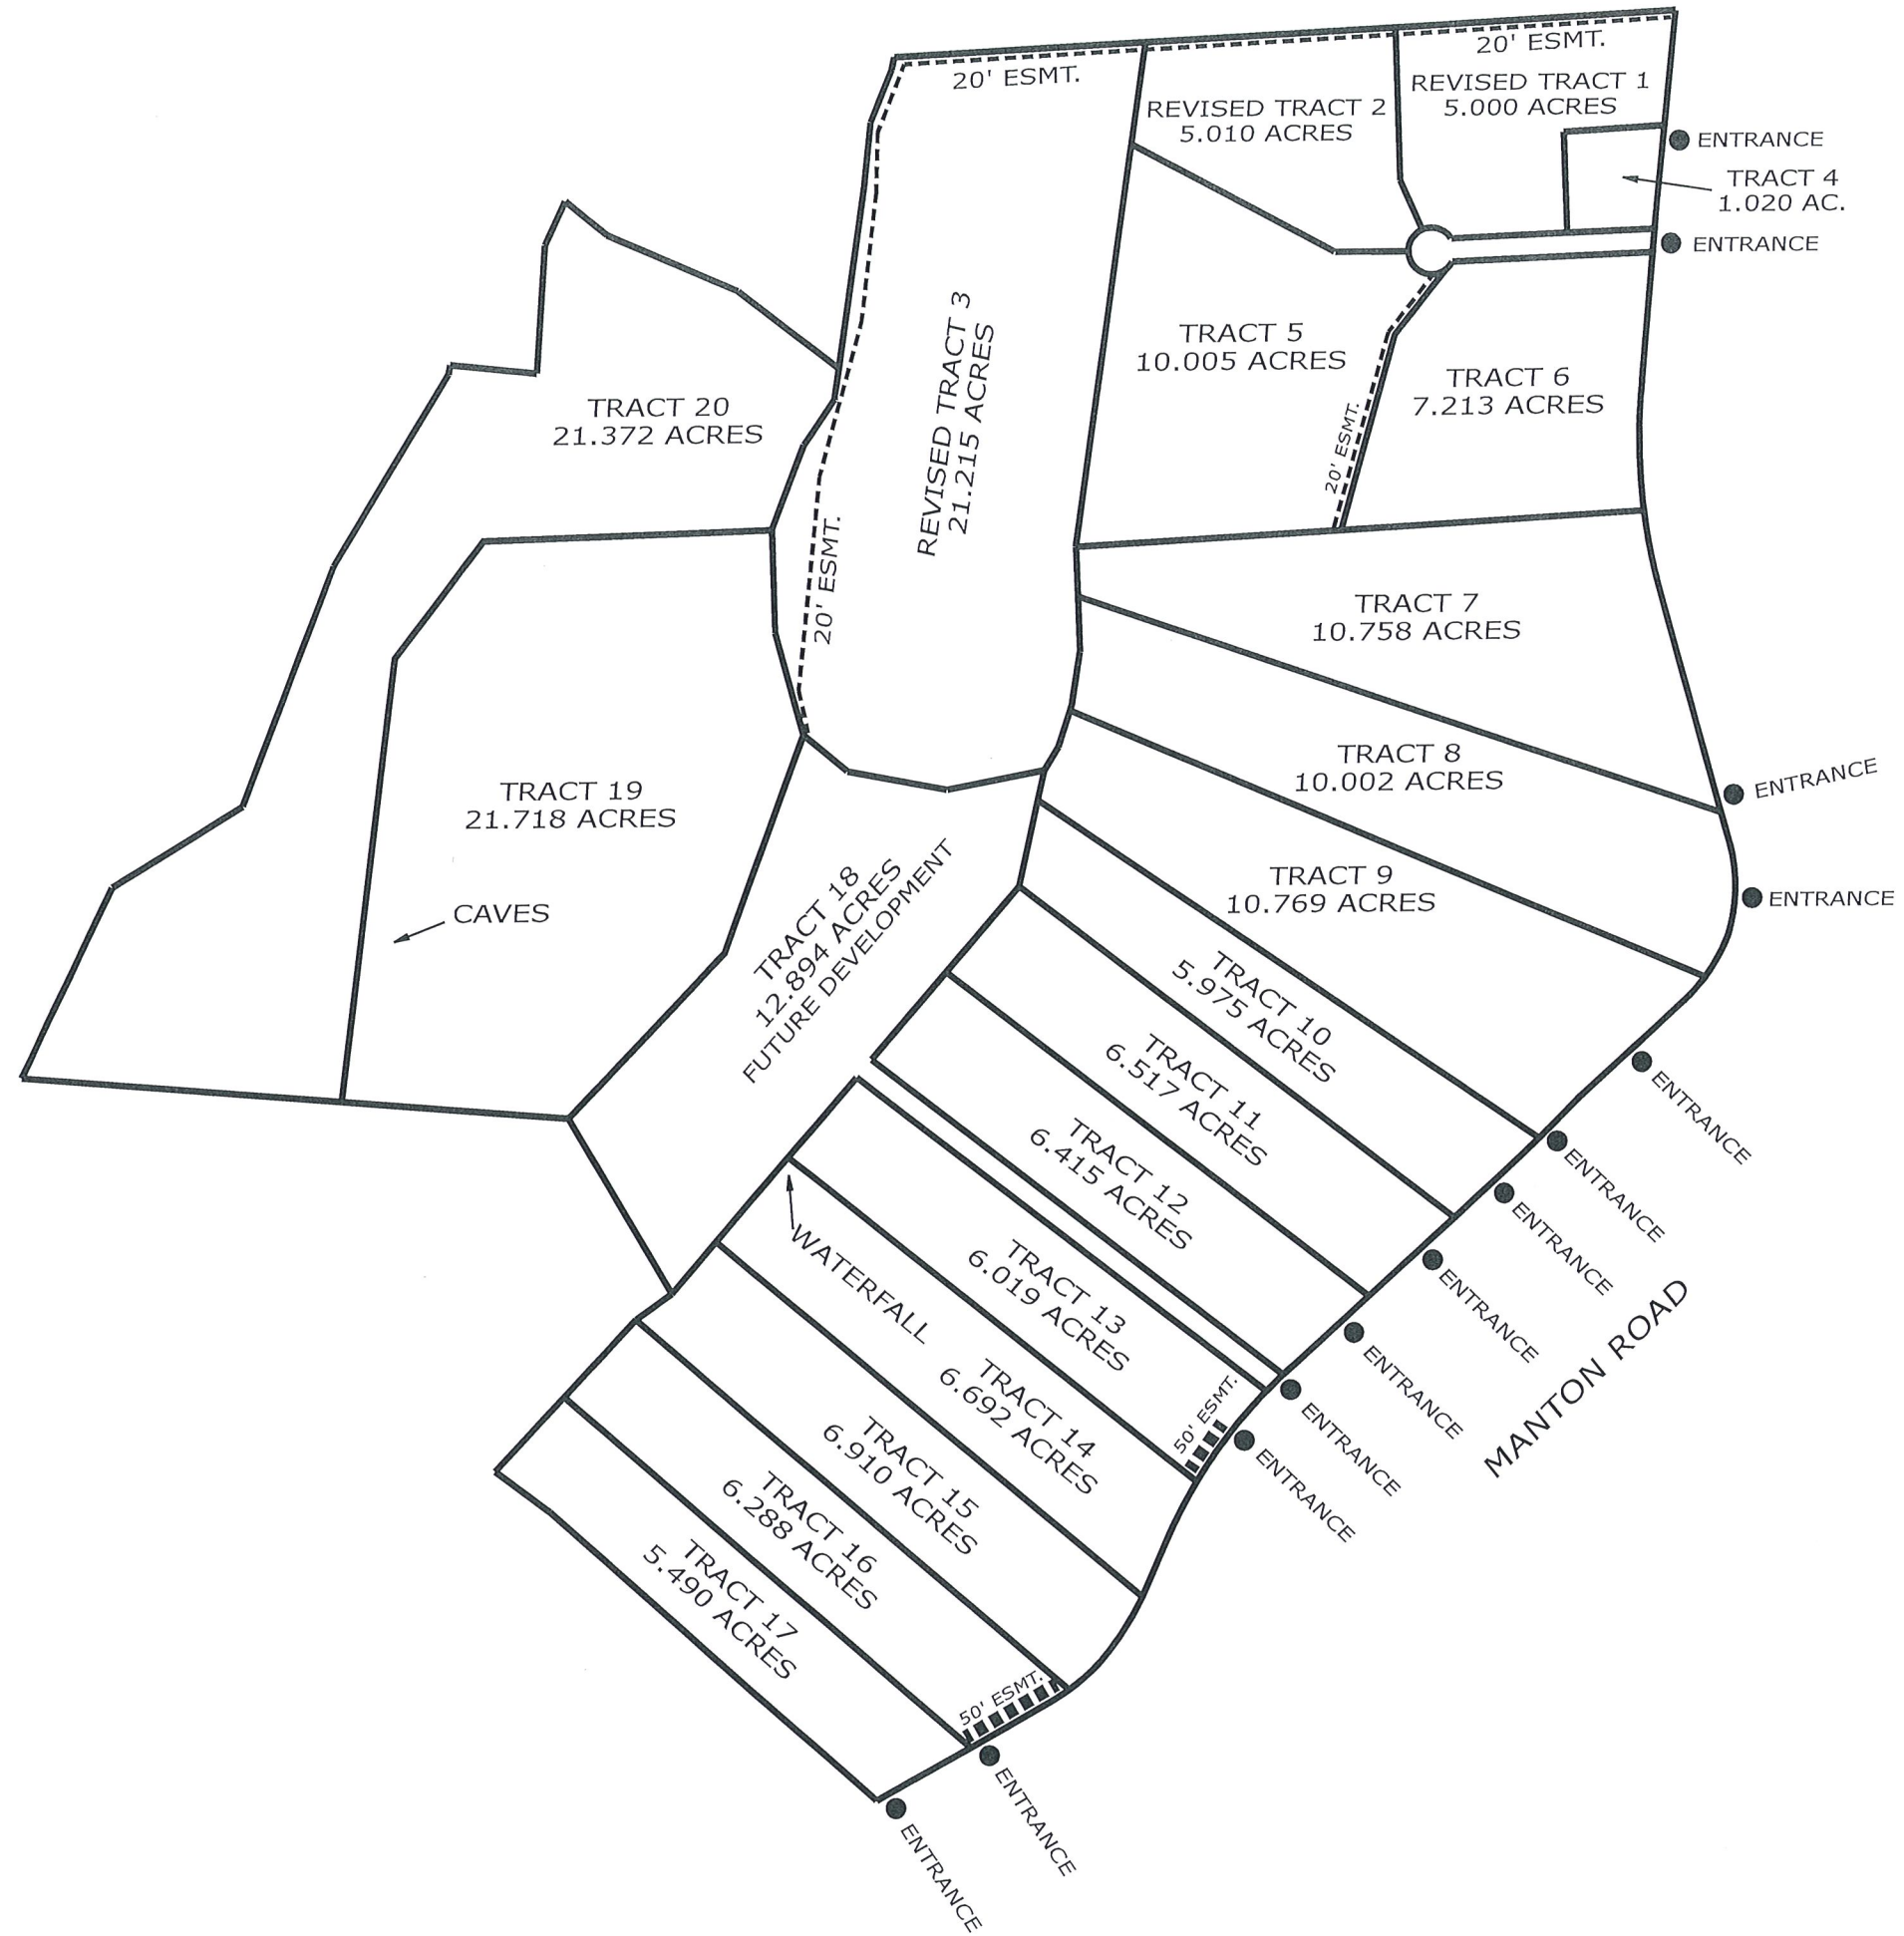 20' ESMT.
20' ESMT.
REVISED TRACT 1
5.000 ACRES
REVISED TRACT 2
5.010 ACRES
ENTRANCE
TRACT 4
1.020 AC.
ENTRANCE
REVISED TRACT 3
21.215 ACRES
TRACT 5
10.005 ACRES
TRACT 6
7.213 ACRES
20' ESMT.
TRACT 20
21.372 ACRES
20' ESMT.
TRACT 7
10.758 ACRES
TRACT 8
10.002 ACRES
ENTRANCE
TRACT 19
21.718 ACRES
CAVES
TRACT 18
12.894 ACRES
FUTURE DEVELOPMENT
TRACT 9
10.769 ACRES
ENTRANCE
TRACT 10
5.975 ACRES
ENTRANCE
TRACT 11
6.517 ACRES
ENTRANCE
TRACT 12
6.415 ACRES
ENTRANCE
WATERFALL
TRACT 13
6.019 ACRES
ENTRANCE
MANTON ROAD
TRACT 14
6.692 ACRES
50' ESMT.
ENTRANCE
ENTRANCE
ENTRANCE
TRACT 15
6.910 ACRES
TRACT 16
6.288 ACRES
TRACT 17
5.490 ACRES
50' ESMT.
ENTRANCE
ENTRANCE